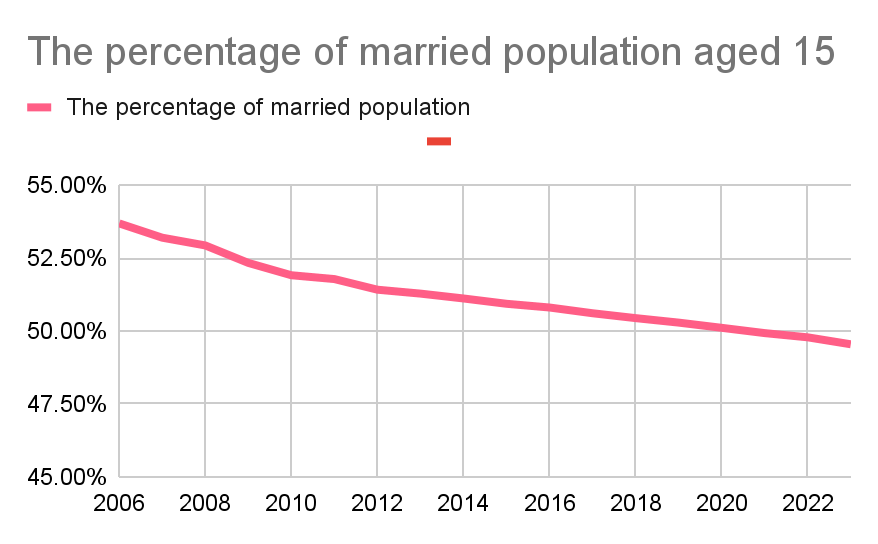 The percentage of married population aged 15
The percentage of married population
55.00%
52.50%
50.00%
47.50%
45.00%
2006 2008 2010 2012 2014 2016 2018 2020 2022